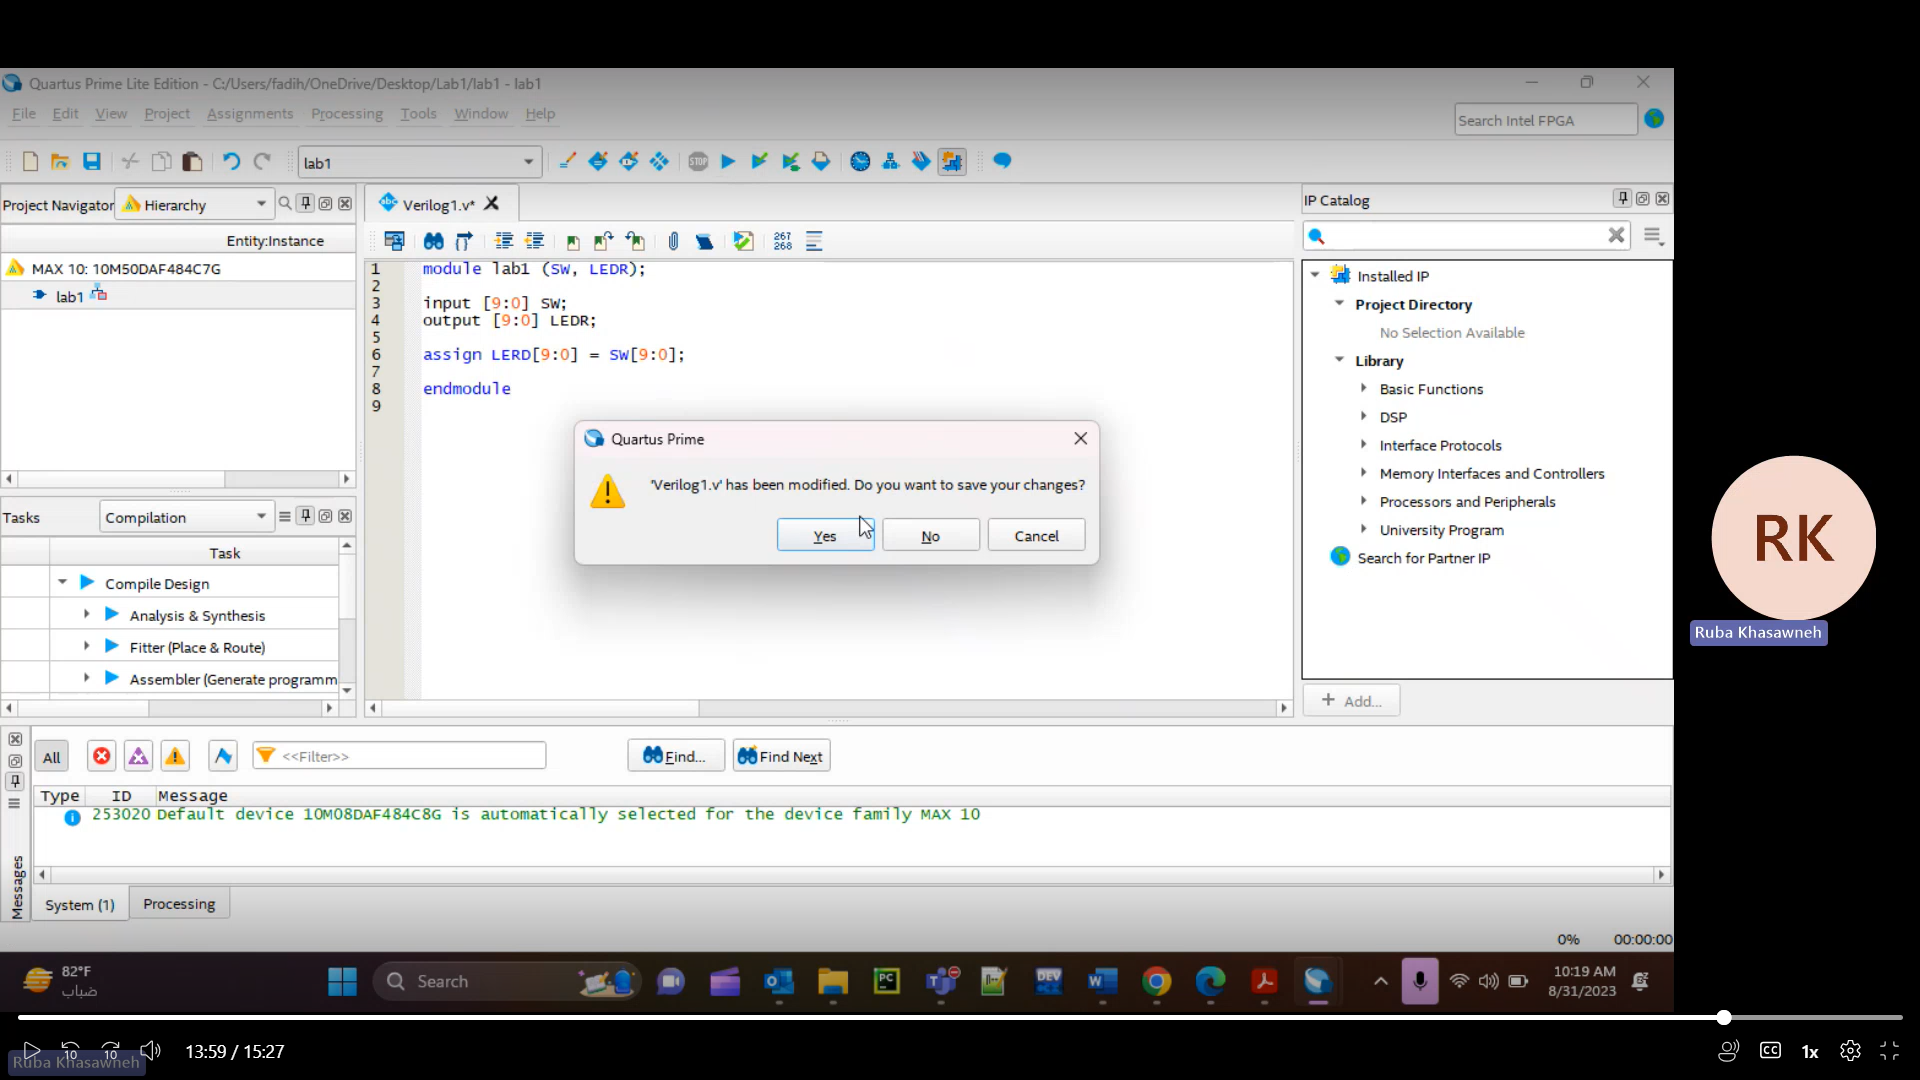 Quartus Prime Lite Edition - C:/Users/fadih/OneDrive/Desktop/Lab1/lab1 - lab1
File Edit View Project Assignments Processing Tools Window Help
Search Intel FPGA
lab1
STOP
Project Navigator Hierarchy
Entity:Instance
MAX 10: 10M50DAF484C7G
lab1
Verilog1.v*
267
268
1 module lab1 (SW, LEDR);
2
3 input [9:0] SW;
4 output [9:0] LEDR;
5
6 assign LERD[9:0] = SW[9:0];
7
8 endmodule
9
Quartus Prime
'Verilog1.v' has been modified. Do you want to save your changes?
Yes No Cancel
IP Catalog
Installed IP
Project Directory
No Selection Available
Library
Basic Functions
DSP
Interface Protocols
Memory Interfaces and Controllers
Processors and Peripherals
University Program
Search for Partner IP
+ Add...
Tasks Compilation
Task
Compile Design
Analysis & Synthesis
Fitter (Place & Route)
Assembler (Generate programm
All <<Filter>> Find... Find Next
Type ID Message
253020 Default device 10M08DAF484C8G is automatically selected for the device family MAX 10
Messages
System (1) Processing
0% 00:00:00
82°F
ضباب
Search
PC
DEV
10:19 AM
8/31/2023
RK
Ruba Khasawneh
10 10 13:59 / 15:27
CC 1x
Ruba Khasawneh